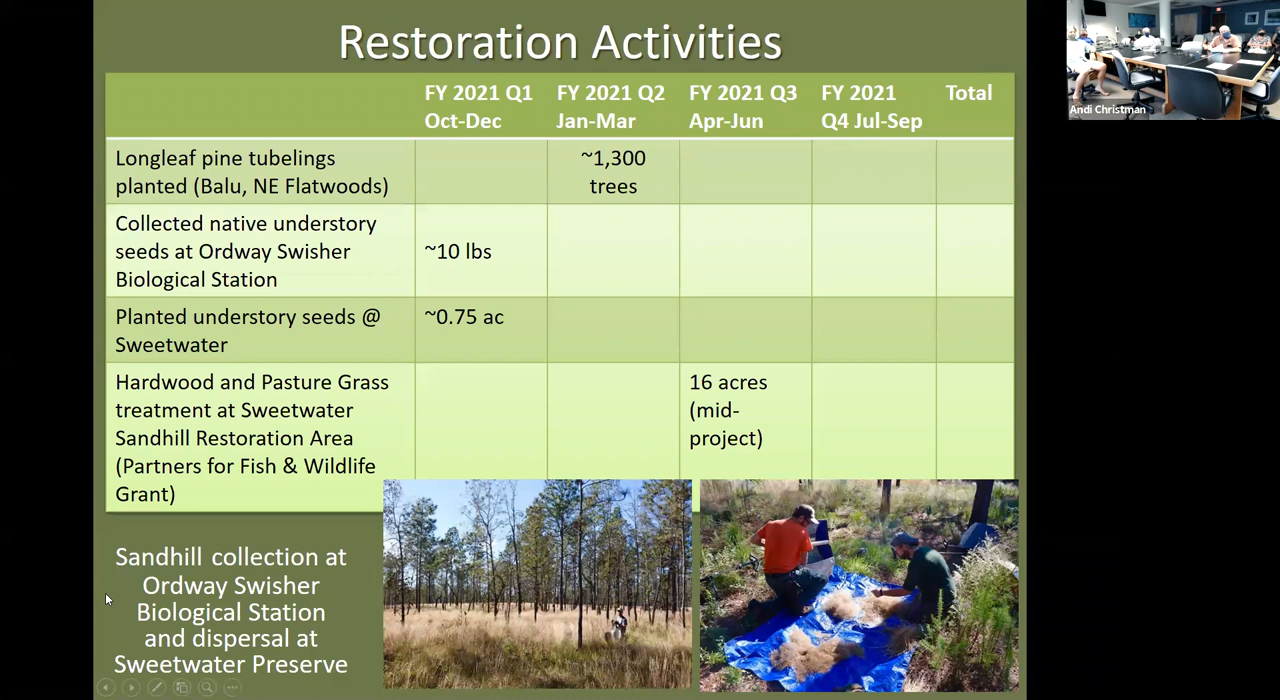 Restoration Activities
FY 2021 Q1
Oct-Dec
FY 2021 Q2
Jan-Mar
FY 2021 Q3
Apr-Jun
FY 2021
Q4 Jul-Sep
Total
Longleaf pine tubelings
planted (Balu, NE Flatwoods)
~1,300
trees
Collected native understory
seeds at Ordway Swisher
Biological Station
~10 lbs
Planted understory seeds @
Sweetwater
~0.75 ac
Hardwood and Pasture Grass
treatment at Sweetwater
Sandhill Restoration Area
(Partners for Fish & Wildlife
Grant)
16 acres
(mid-
project)
Sandhill collection at
Ordway Swisher
Biological Station
and dispersal at
Sweetwater Preserve
Andi Christman